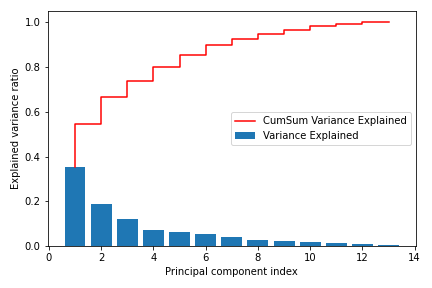 1.0
0.8
0.6
0.4
0.2
0.0
Explained variance ratio
CumSum Variance Explained
Variance Explained
0 2 4 6 8 10 12 14
Principal component index